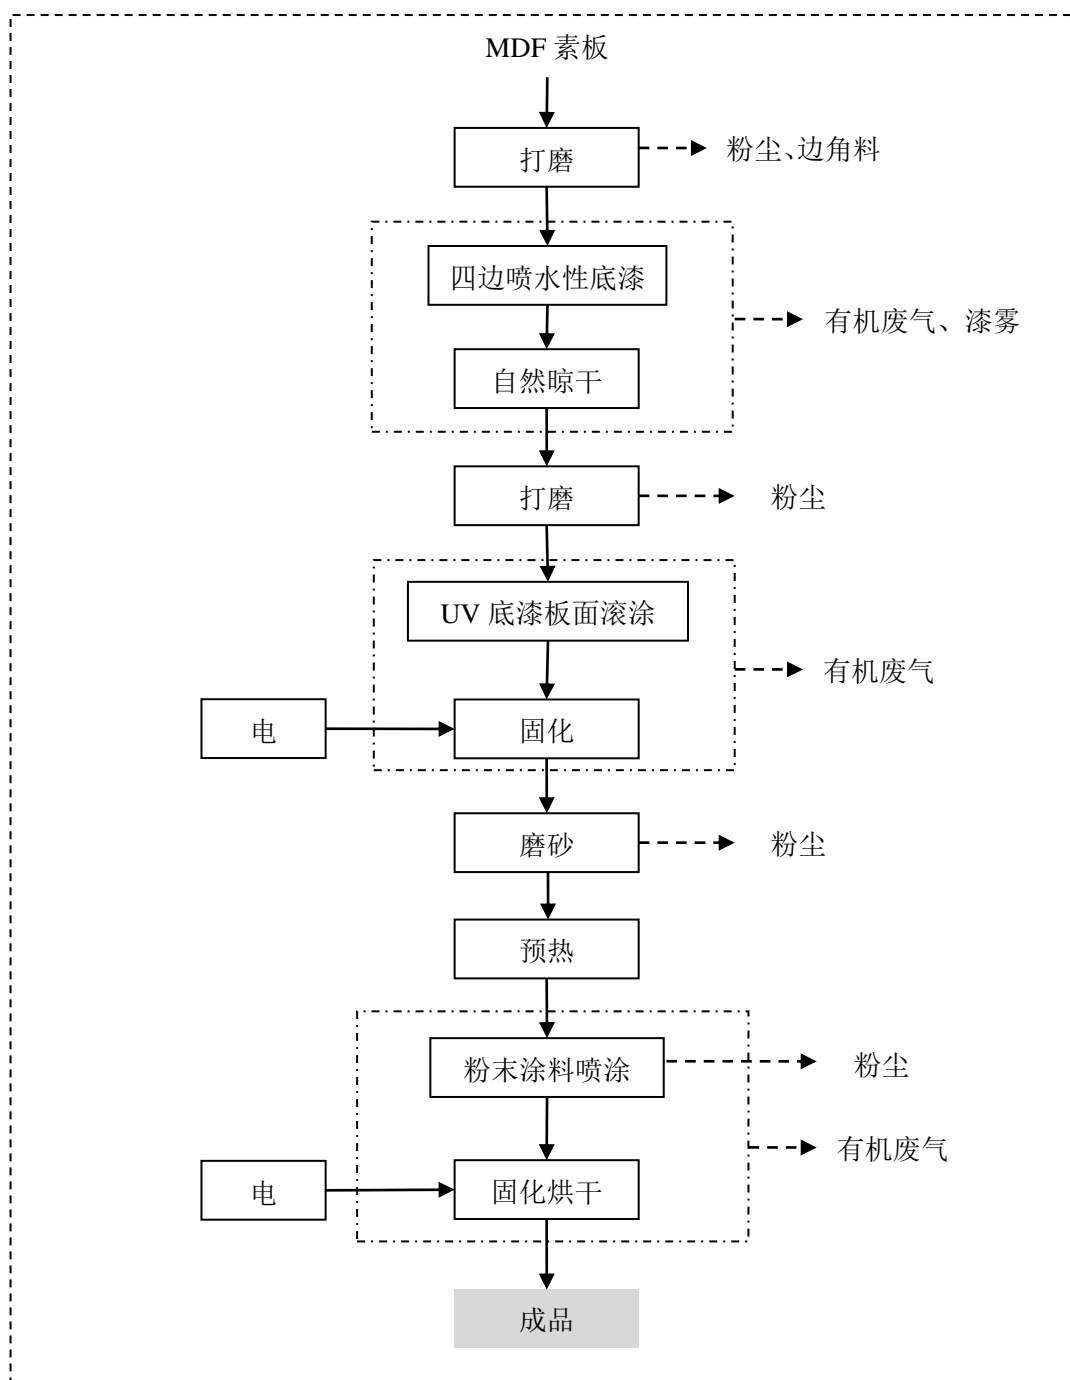 MDF 素板
打磨
粉尘、边角料
四边喷水性底漆
有机废气、漆雾
自然晾干
打磨
粉尘
UV 底漆板面滚涂
有机废气
电
固化
磨砂
粉尘
预热
粉末涂料喷涂
粉尘
有机废气
电
固化烘干
成品